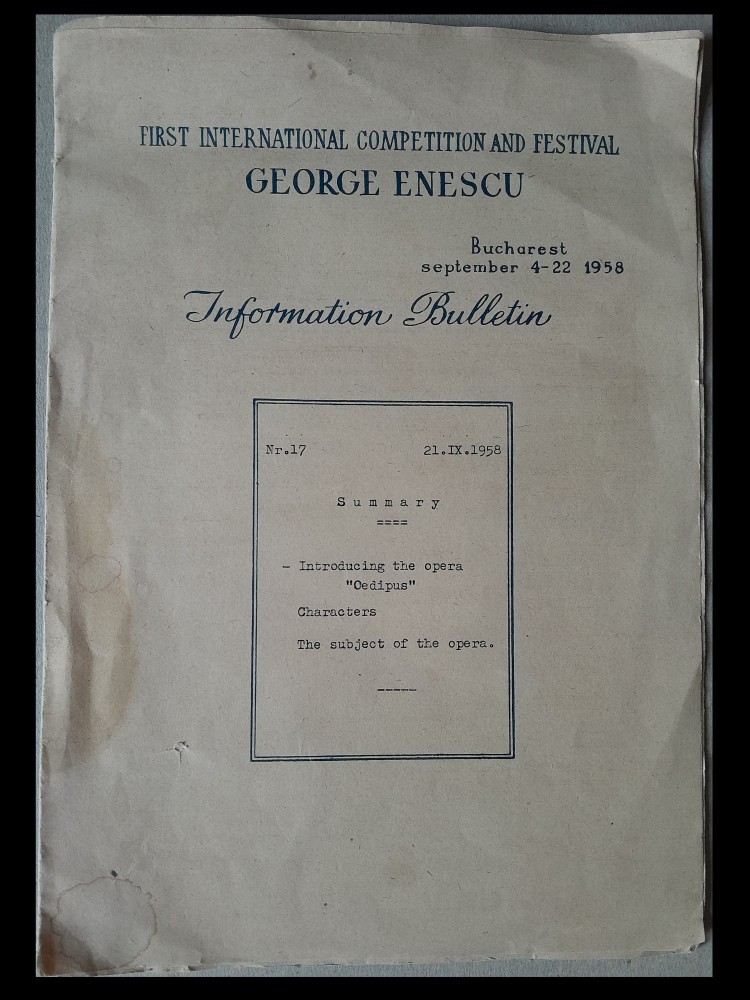 FIRST INTERNATIONAL COMPETITION AND FESTIVAL
GEORGE ENESCU
Bucharest
september 4-22 1958
Information Bulletin
Nr.17 21.IX.1958
Summary
====
- Introducing the opera
"Oedipus"
Characters
The subject of the opera.
-----